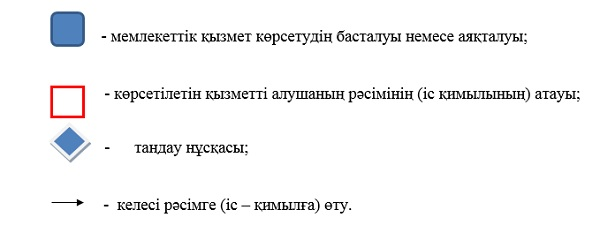 - мемлекеттік қызмет көрсетудің басталуы немесе аяқталуы;
- көрсетілетін қызметті алушаның рәсімінің (іс қимылының) атауы;
- таңдау нұсқасы;
- келесі рәсімге (іс – қимылға) өту.